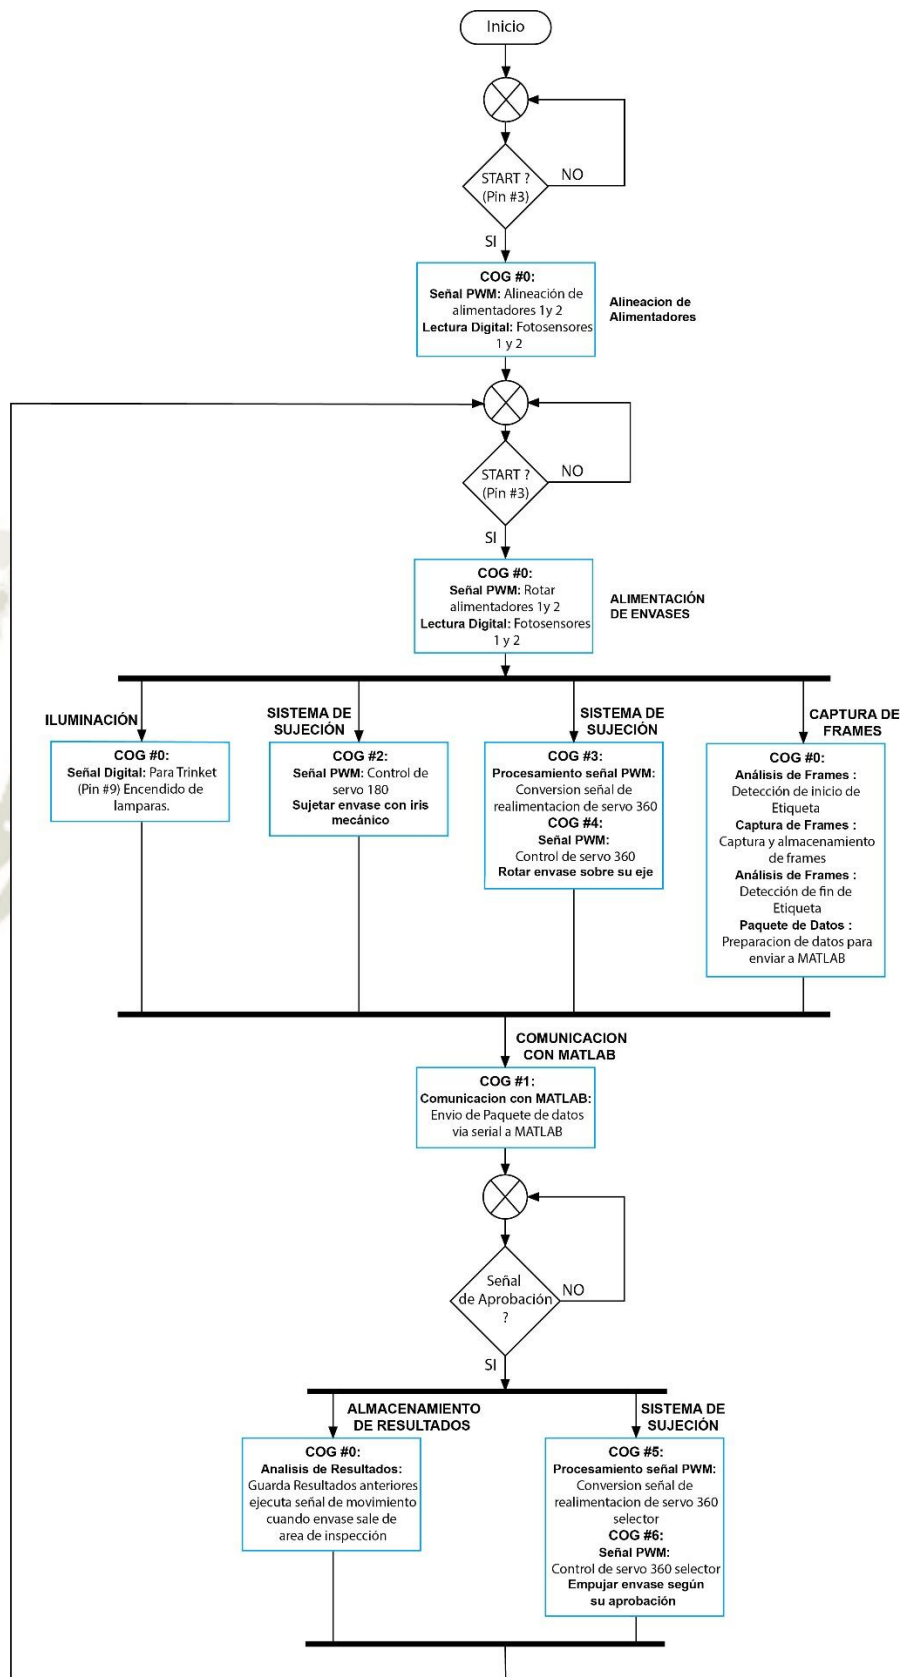 Inicio
START ?
(Pin #3)
NO
SI
COG #0:
Señal PWM: Alineación de
alimentadores 1y 2
Lectura Digital: Fotosensores
1 y 2
Alineacion de
Alimentadores
START ?
(Pin #3)
NO
SI
COG #0:
Señal PWM: Rotar
alimentadores 1y 2
Lectura Digital: Fotosensores
1 y 2
ALIMENTACIÓN
DE ENVASES
ILUMINACIÓN
COG #0:
Señal Digital: Para Trinket
(Pin #9) Encendido de
lamparas.
SISTEMA DE
SUJECIÓN
COG #2:
Señal PWM: Control de
servo 180
Sujetar envase con iris
mecánico
SISTEMA DE
SUJECIÓN
COG #3:
Procesamiento señal PWM:
Conversion señal de
realimentacion de servo 360
COG #4:
Señal PWM:
Control de servo 360
Rotar envase sobre su eje
CAPTURA DE
FRAMES
COG #0:
Análisis de Frames :
Detección de inicio de
Etiqueta
Captura de Frames :
Captura y almacenamiento
de frames
Análisis de Frames :
Detección de fin de
Etiqueta
Paquete de Datos :
Preparacion de datos para
enviar a MATLAB
COMUNICACION
CON MATLAB
COG #1:
Comunicacion con MATLAB:
Envio de Paquete de datos
via serial a MATLAB
Señal
de Aprobación
?
NO
SI
ALMACENAMIENTO
DE RESULTADOS
COG #0:
Analisis de Resultados:
Guarda Resultados anteriores
ejecuta señal de movimiento
cuando envase sale de
area de inspección
SISTEMA DE
SUJECIÓN
COG #5:
Procesamiento señal PWM:
Conversion señal de
realimentacion de servo 360
selector
COG #6:
Señal PWM:
Control de servo 360 selector
Empujar envase según
su aprobación